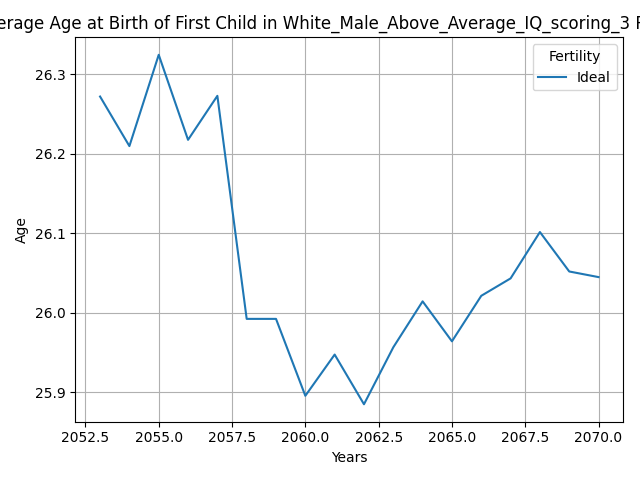 erage Age at Birth of First Child in White_Male_Above_Average_IQ_scoring_3
Fertility
Ideal
26.3
26.2
26.1
26.0
25.9
Age
2052.5 2055.0 2057.5 2060.0 2062.5 2065.0 2067.5 2070.0
Years